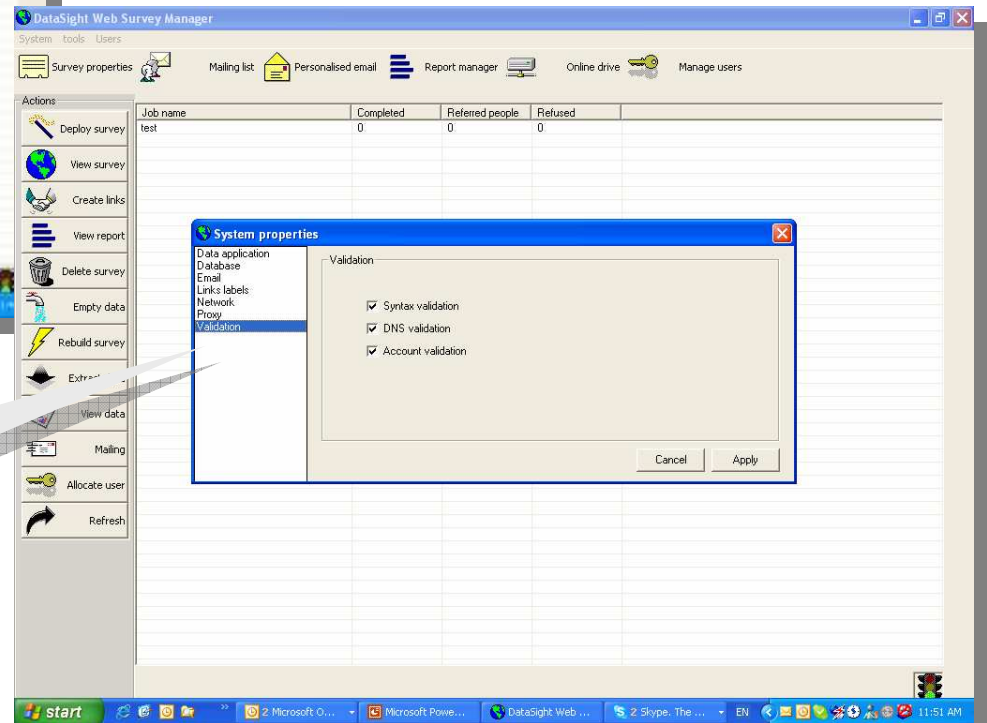 DataSight Web Survey Manager
System tools Users
Survey properties Mailing list Personalised email Report manager Online drive Manage users
Actions
Deploy survey
View survey
Create links
View report
Delete survey
Empty data
Rebuild survey
View data
Mailing
Allocate user
Refresh
Job name Completed Referred people Refused
test 0 0 0
System properties
Data application
Database
Email
Links labels
Network
Proxy
Validation
Validation
Syntax validation
DNS validation
Account validation
Cancel Apply
start 2 Microsoft O... Microsoft Powe... DataSight Web ... 2 Skype. The ... EN 11:51 AM